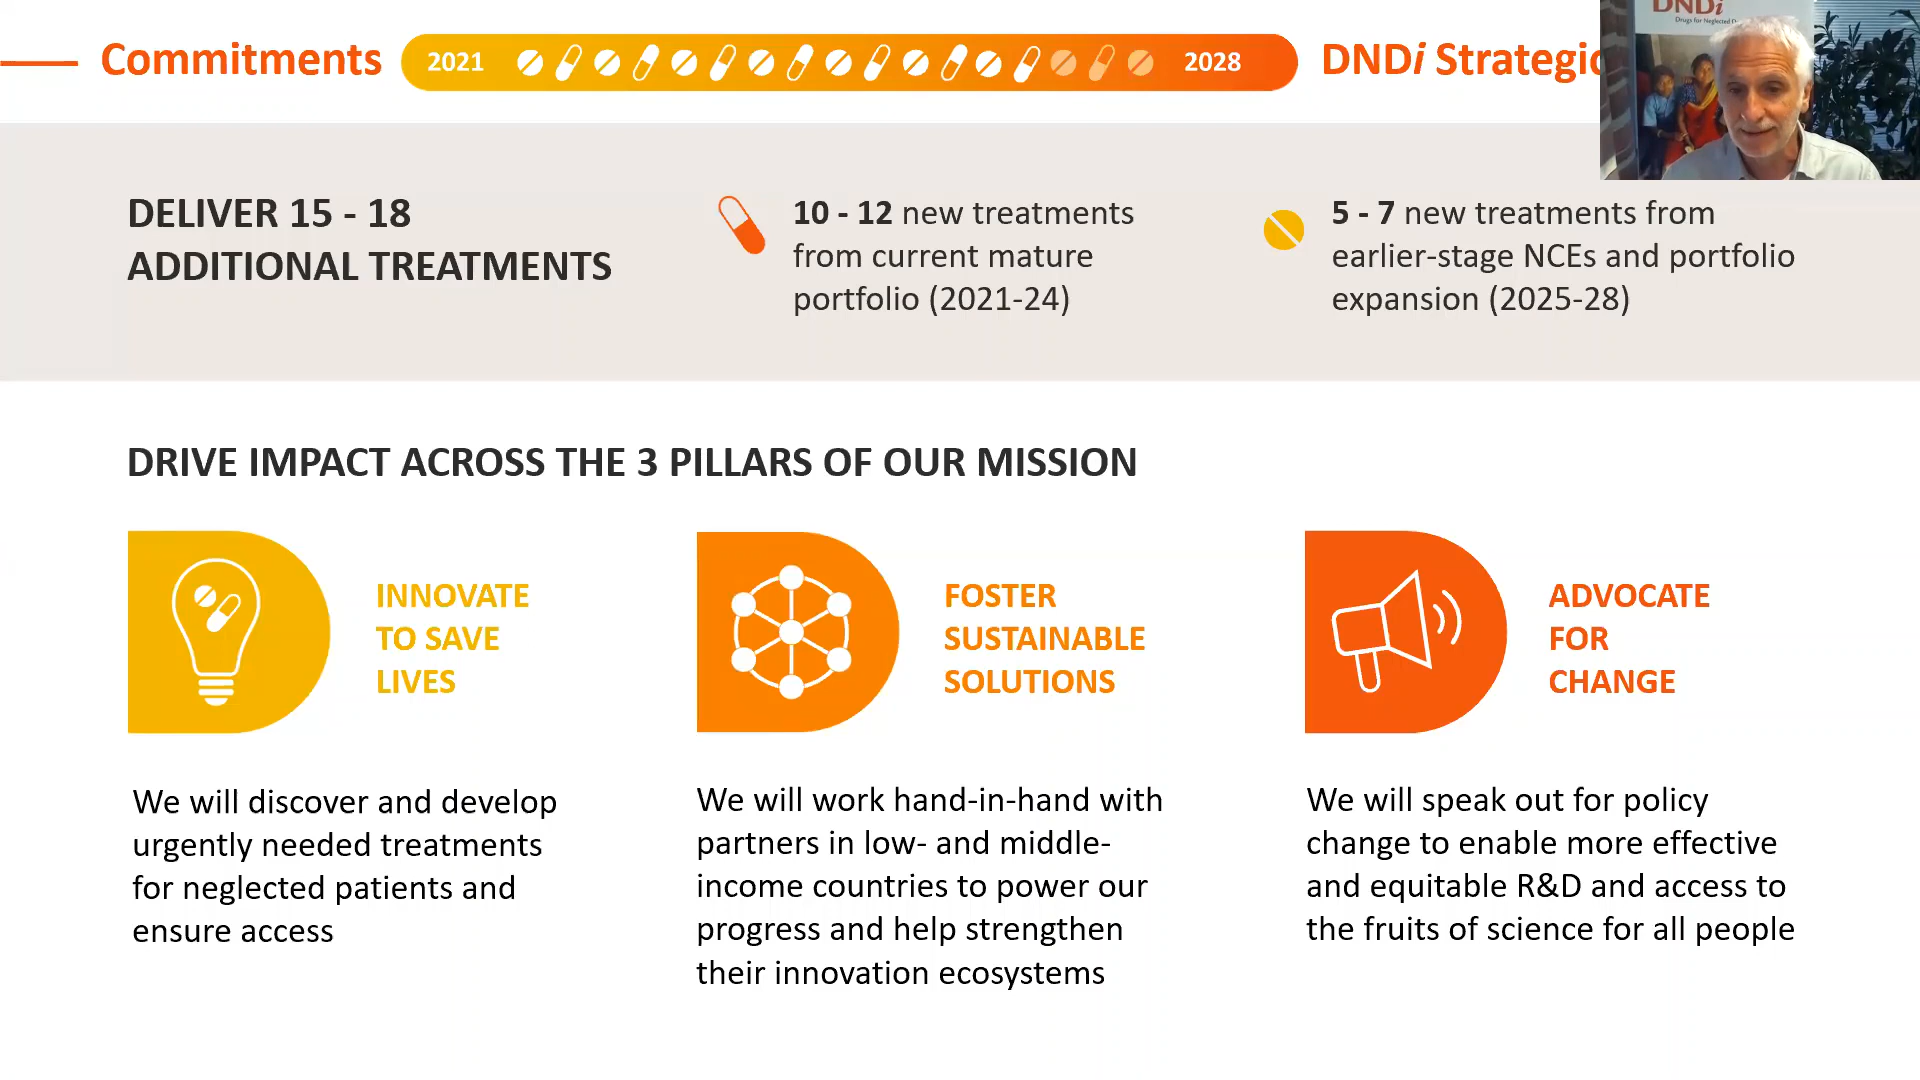 Commitments
2021
2028
DNDi Strategic
DNDi
Drugs for Neglected
DELIVER 15 - 18
ADDITIONAL TREATMENTS
10 - 12 new treatments
from current mature
portfolio (2021-24)
5 - 7 new treatments from
earlier-stage NCEs and portfolio
expansion (2025-28)
DRIVE IMPACT ACROSS THE 3 PILLARS OF OUR MISSION
INNOVATE
TO SAVE
LIVES
We will discover and develop
urgently needed treatments
for neglected patients and
ensure access
FOSTER
SUSTAINABLE
SOLUTIONS
We will work hand-in-hand with
partners in low- and middle-
income countries to power our
progress and help strengthen
their innovation ecosystems
ADVOCATE
FOR
CHANGE
We will speak out for policy
change to enable more effective
and equitable R&D and access to
the fruits of science for all people